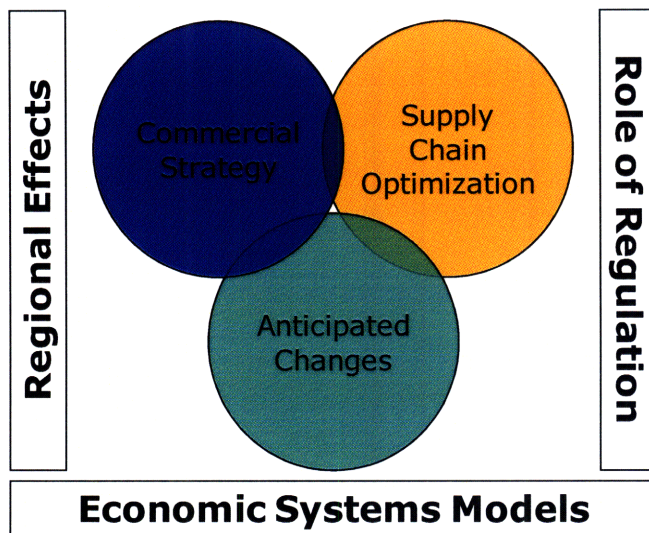 Regional Effects
Commercial
Strategy
Supply
Chain
Optimization
Anticipated
Changes
Role of Regulation
Economic Systems Models